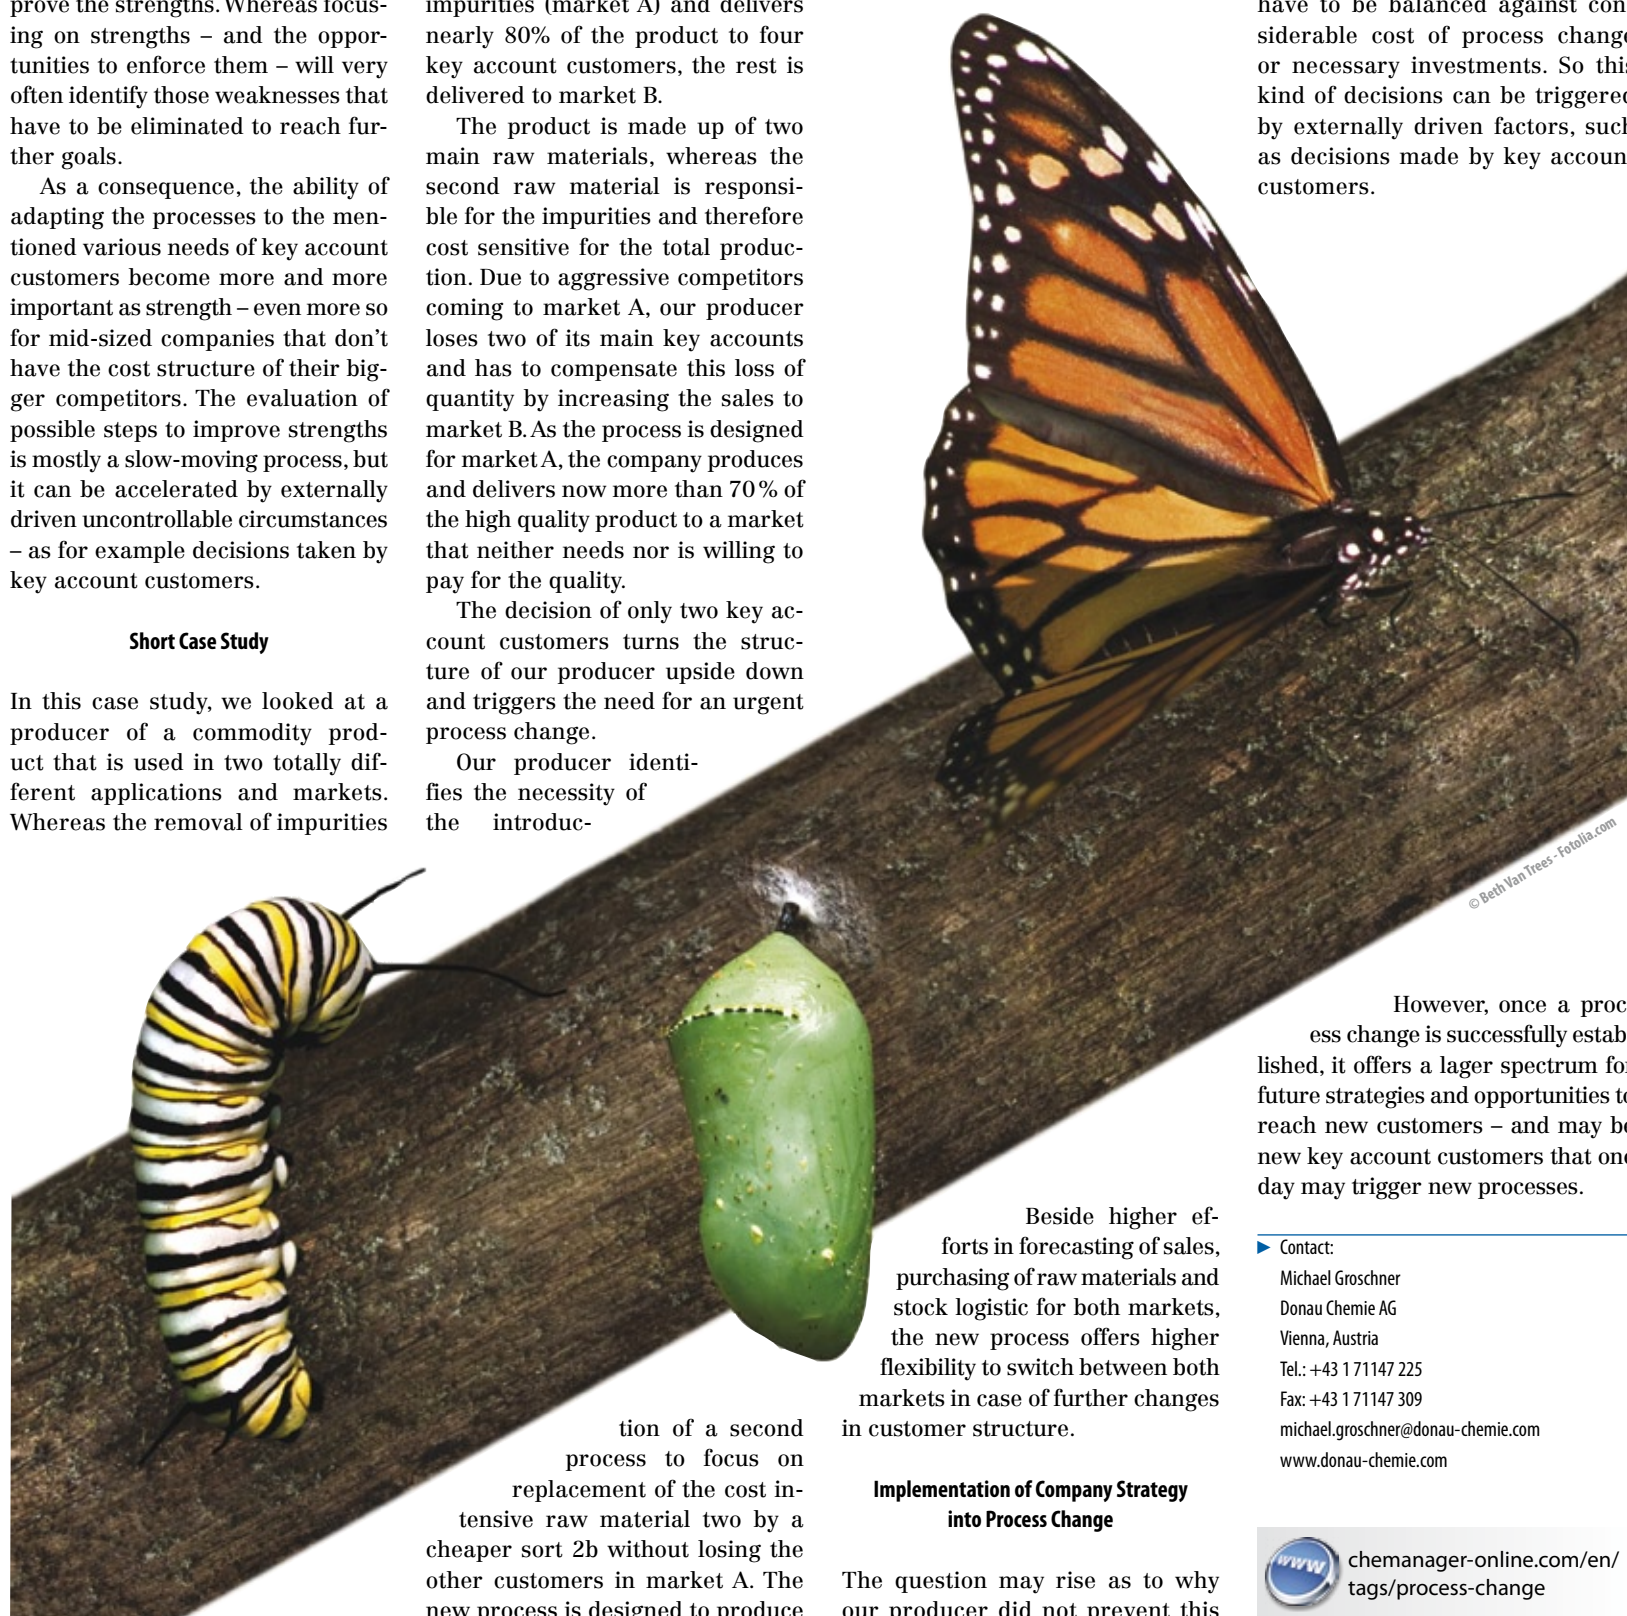 prove the strengths. Whereas focus-
ing on strengths – and the oppor-
tunities to enforce them – will very
often identify those weaknesses that
have to be eliminated to reach fur-
ther goals.
As a consequence, the ability of
adapting the processes to the men-
tioned various needs of key account
customers become more and more
important as strength – even more so
for mid-sized companies that don't
have the cost structure of their big-
ger competitors. The evaluation of
possible steps to improve strengths
is mostly a slow-moving process, but
it can be accelerated by externally
driven uncontrollable circumstances
– as for example decisions taken by
key account customers.
Short Case Study
In this case study, we looked at a
producer of a commodity prod-
uct that is used in two totally dif-
ferent applications and markets.
Whereas the removal of impurities
impurities (market A) and delivers
nearly 80% of the product to four
key account customers, the rest is
delivered to market B.
The product is made up of two
main raw materials, whereas the
second raw material is responsi-
ble for the impurities and therefore
cost sensitive for the total produc-
tion. Due to aggressive competitors
coming to market A, our producer
loses two of its main key accounts
and has to compensate this loss of
quantity by increasing the sales to
market B. As the process is designed
for market A, the company produces
and delivers now more than 70 % of
the high quality product to a market
that neither needs nor is willing to
pay for the quality.
The decision of only two key ac-
count customers turns the struc-
ture of our producer upside down
and triggers the need for an urgent
process change.
Our producer identi-
fies the necessity of
the introduc-
tion of a second
process to focus on
replacement of the cost in-
tensive raw material two by a
cheaper sort 2b without losing the
other customers in market A. The
new process is designed to produce
Beside higher ef-
forts in forecasting of sales,
purchasing of raw materials and
stock logistic for both markets,
the new process offers higher
flexibility to switch between both
markets in case of further changes
in customer structure.
Implementation of Company Strategy
into Process Change
The question may rise as to why
our producer did not prevent this
have to be balanced against con
siderable cost of process change
or necessary investments. So this
kind of decisions can be triggered
by externally driven factors, such
as decisions made by key accoun
customers.
© Beth Van Trees - Fotolia.com
However, once a proc
ess change is successfully estab
lished, it offers a lager spectrum for
future strategies and opportunities to
reach new customers – and may be
new key account customers that one
day may trigger new processes.
▶ Contact:
Michael Groschner
Donau Chemie AG
Vienna, Austria
Tel.: +43 1 71147 225
Fax: +43 1 71147 309
michael.groschner@donau-chemie.com
www.donau-chemie.com
www.
chemanager-online.com/en/
tags/process-change